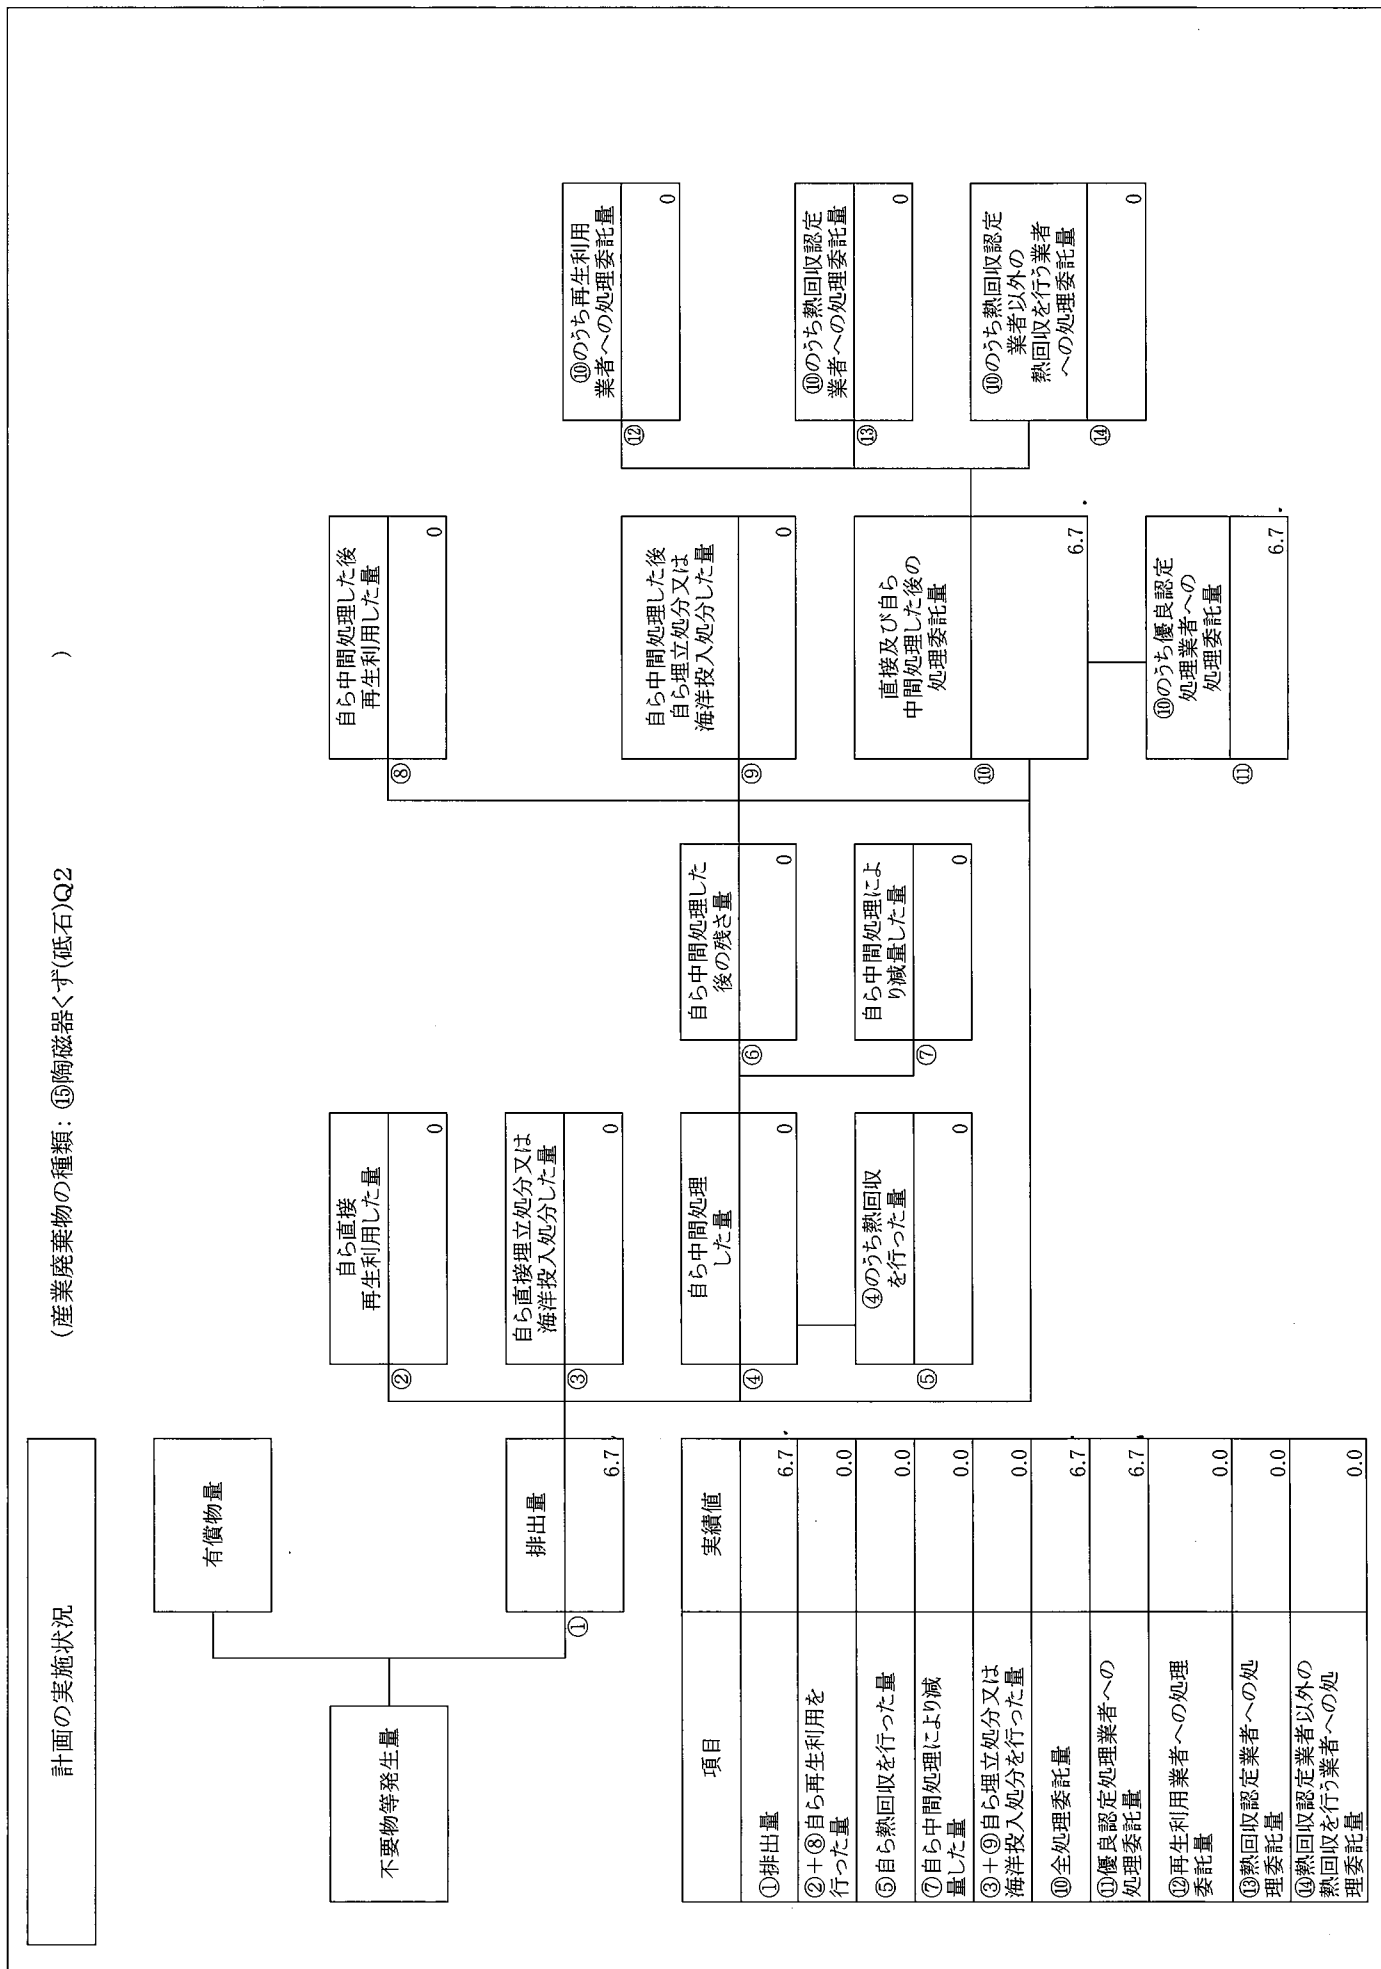 計画の実施状況
(産業廃棄物の種類: ⑮陶磁器くず(砥石)Q2
)
不要物等発生量
有償物量
排出量
①
6.7
自ら直接
再生利用した量
②
0
自ら直接埋立処分又は
海洋投入処分した量
③
0
自ら中間処理
した量
④
0
④のうち熱回収
を行った量
⑤
0
自ら中間処理した
後の残さ量
⑥
0
自ら中間処理によ
り減量した量
⑦
0
自ら中間処理した後
再生利用した量
⑧
0
自ら中間処理した後
自ら埋立処分又は
海洋投入処分した量
⑨
0
直接及び自ら
中間処理した後の
処理委託量
⑩
6.7
⑩のうち優良認定
処理業者への
処理委託量
⑪
6.7
⑩のうち再生利用
業者への処理委託量
⑫
0
⑩のうち熱回収認定
業者への処理委託量
⑬
0
⑩のうち熱回収認定
業者以外の
熱回収を行う業者
への処理委託量
⑭
0
項目 実績値
①排出量 6.7
②+⑧自ら再生利用を
行った量 0.0
⑤自ら熱回収を行った量 0.0
⑦自ら中間処理により減
量した量 0.0
③+⑨自ら埋立処分又は
海洋投入処分を行った量 0.0
⑩全処理委託量 6.7
⑪優良認定処理業者への
処理委託量 6.7
⑫再生利用業者への処理
委託量 0.0
⑬熱回収認定業者への処
理委託量 0.0
⑭熱回収認定業者以外の
熱回収を行う業者への処
理委託量 0.0